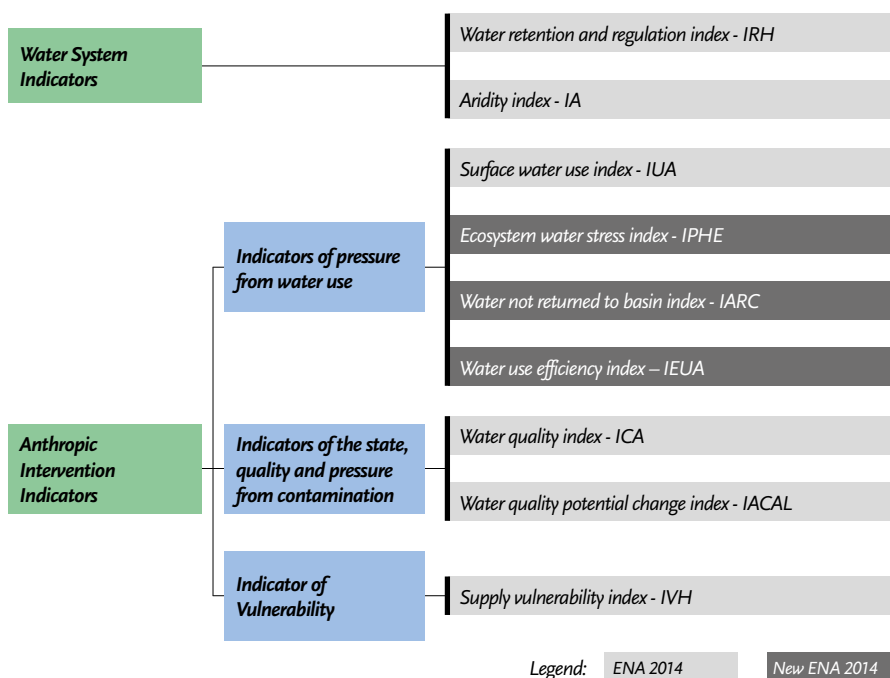 Water System
Indicators
Water retention and regulation index - IRH
Aridity index - IA
Anthropic
Intervention
Indicators
Indicators of pressure
from water use
Surface water use index - IUA
Ecosystem water stress index - IPHE
Water not returned to basin index - IARC
Water use efficiency index – IEUA
Indicators of the state,
quality and pressure
from contamination
Water quality index - ICA
Water quality potential change index - IACAL
Indicator of
Vulnerability
Supply vulnerability index - IVH
Legend: ENA 2014 New ENA 2014